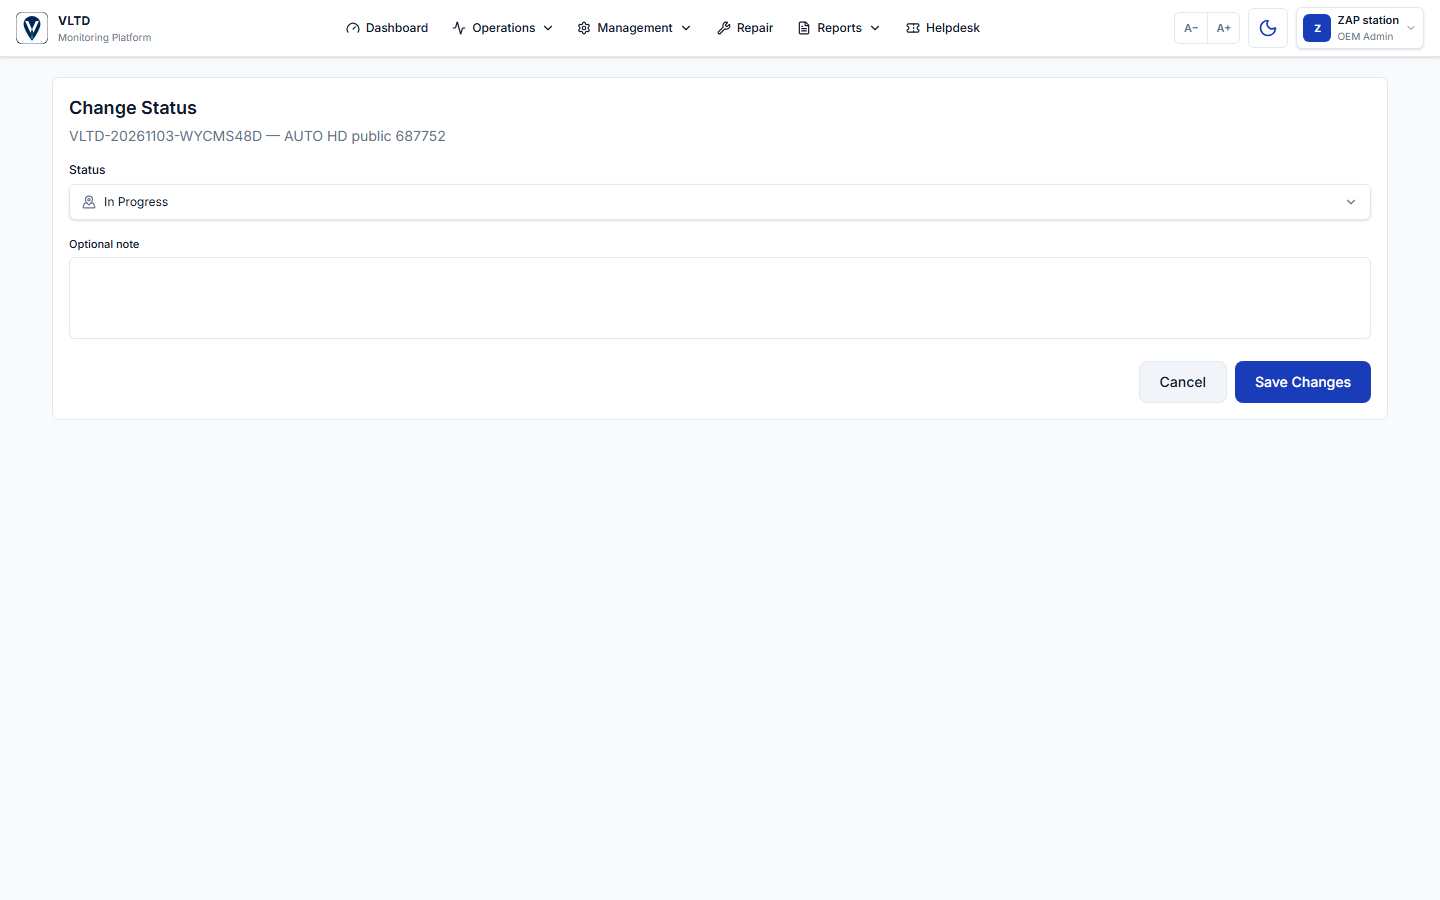 VLTD
Monitoring Platform
Dashboard
Operations
Management
Repair
Reports
Helpdesk
A−
A+
Z
ZAP station
OEM Admin
Change Status
VLTD-20261103-WYCMS48D — AUTO HD public 687752
Status
In Progress
Optional note
Cancel
Save Changes